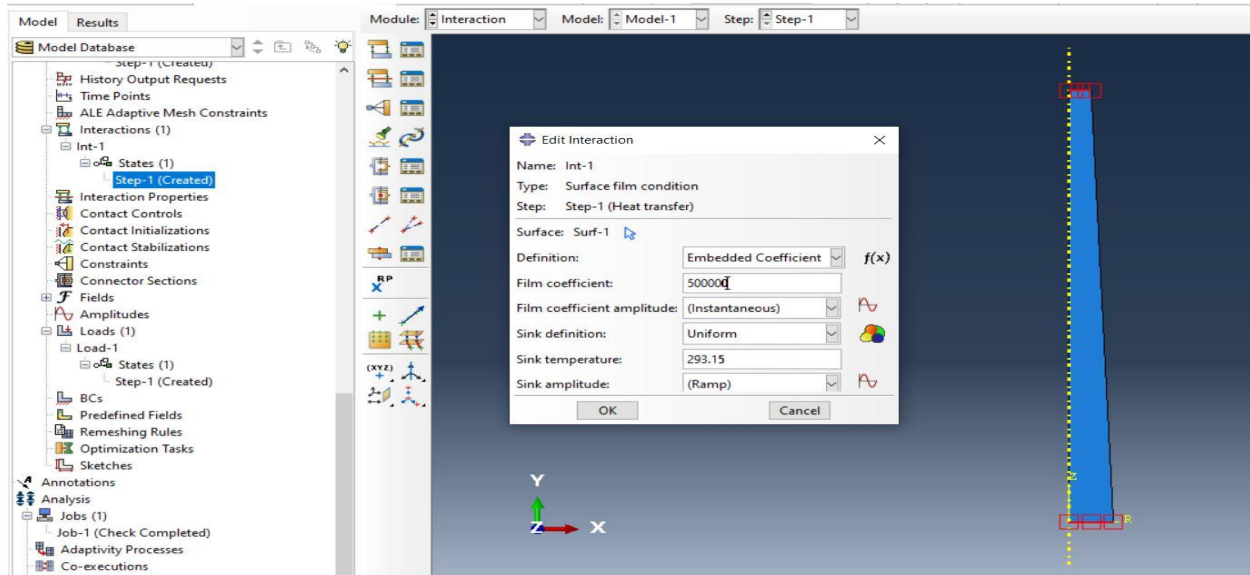 Model Results
Module: Interaction Model: Model-1 Step: Step-1
Model Database
Step-1 (Created)
History Output Requests
Time Points
ALE Adaptive Mesh Constraints
Interactions (1)
Int-1
States (1)
Step-1 (Created)
Interaction Properties
Contact Controls
Contact Initializations
Contact Stabilizations
Constraints
Connector Sections
Fields
Amplitudes
Loads (1)
Load-1
States (1)
Step-1 (Created)
BCs
Predefined Fields
Remeshing Rules
Optimization Tasks
Sketches
Annotations
Analysis
Jobs (1)
Job-1 (Check Completed)
Adaptivity Processes
Co-executions
RP
(XYZ)
Edit Interaction
Name: Int-1
Type: Surface film condition
Step: Step-1 (Heat transfer)
Surface: Surf-1
Definition: Embedded Coefficient f(x)
Film coefficient: 500000
Film coefficient amplitude: (Instantaneous)
Sink definition: Uniform
Sink temperature: 293.15
Sink amplitude: (Ramp)
OK Cancel
Y
Z X
Z
R